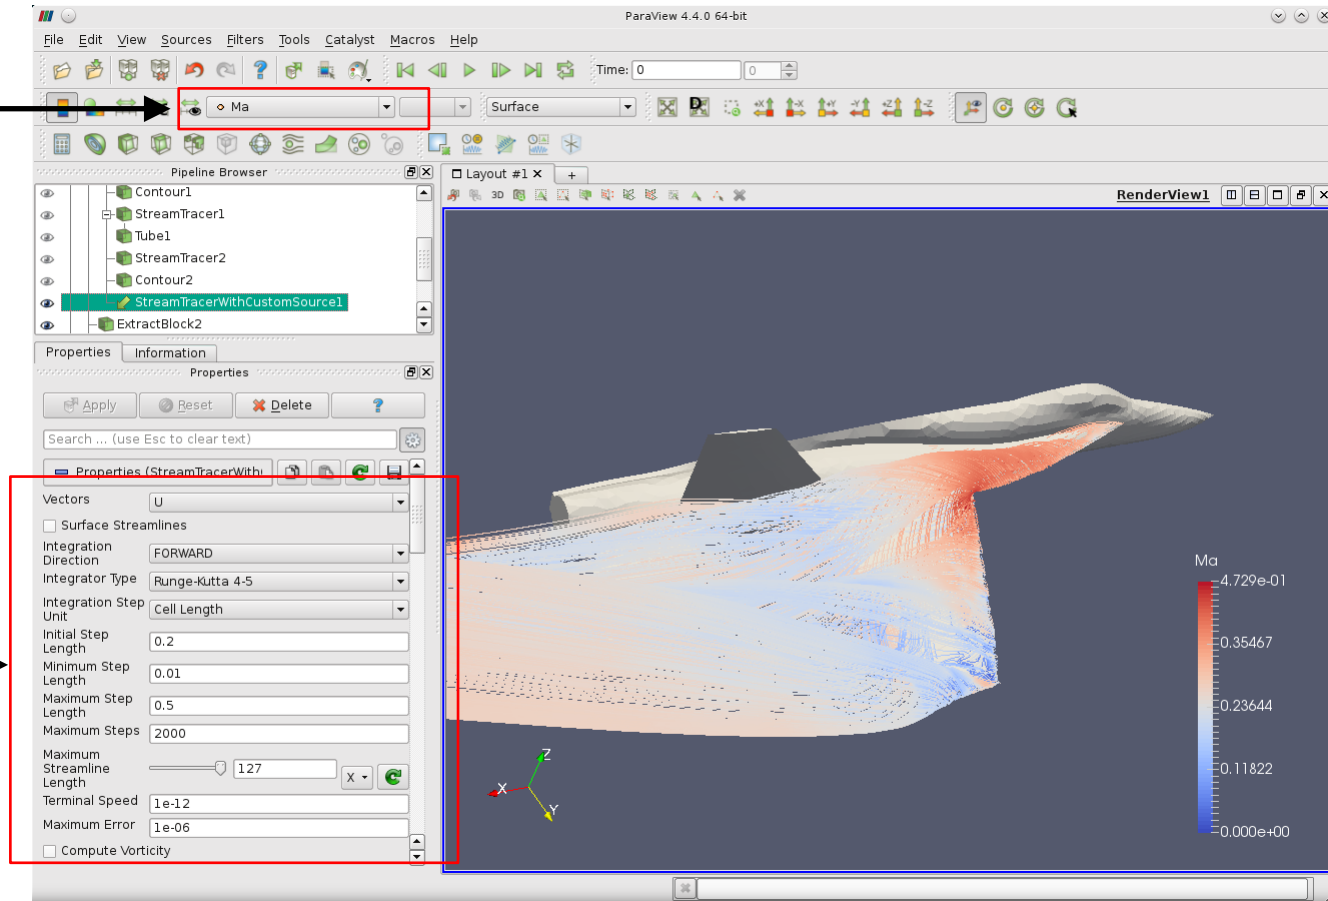 ParaView 4.4.0 64-bit
File Edit View Sources Filters Tools Catalyst Macros Help
Time: 0 0
Ma Surface +X -X +Y -Y +Z -Z
Pipeline Browser
Layout #1 +
Contour1
3D RenderView1
StreamTracer1
Tube1
StreamTracer2
Contour2
StreamTracerWithCustomSource1
ExtractBlock2
Properties Information
Properties
Apply Reset Delete ?
Search ... (use Esc to clear text)
Properties (StreamTracerWith
Vectors U
Surface Streamlines
Integration Direction FORWARD
Integrator Type Runge-Kutta 4-5
Integration Step Unit Cell Length
Initial Step Length 0.2
Minimum Step Length 0.01
Maximum Step Length 0.5
Maximum Steps 2000
Maximum Streamline Length 127 X
Terminal Speed 1e-12
Maximum Error 1e-06
Compute Vorticity
Ma
4.729e-01
0.35467
0.23644
0.11822
0.000e+00
Z
X
Y